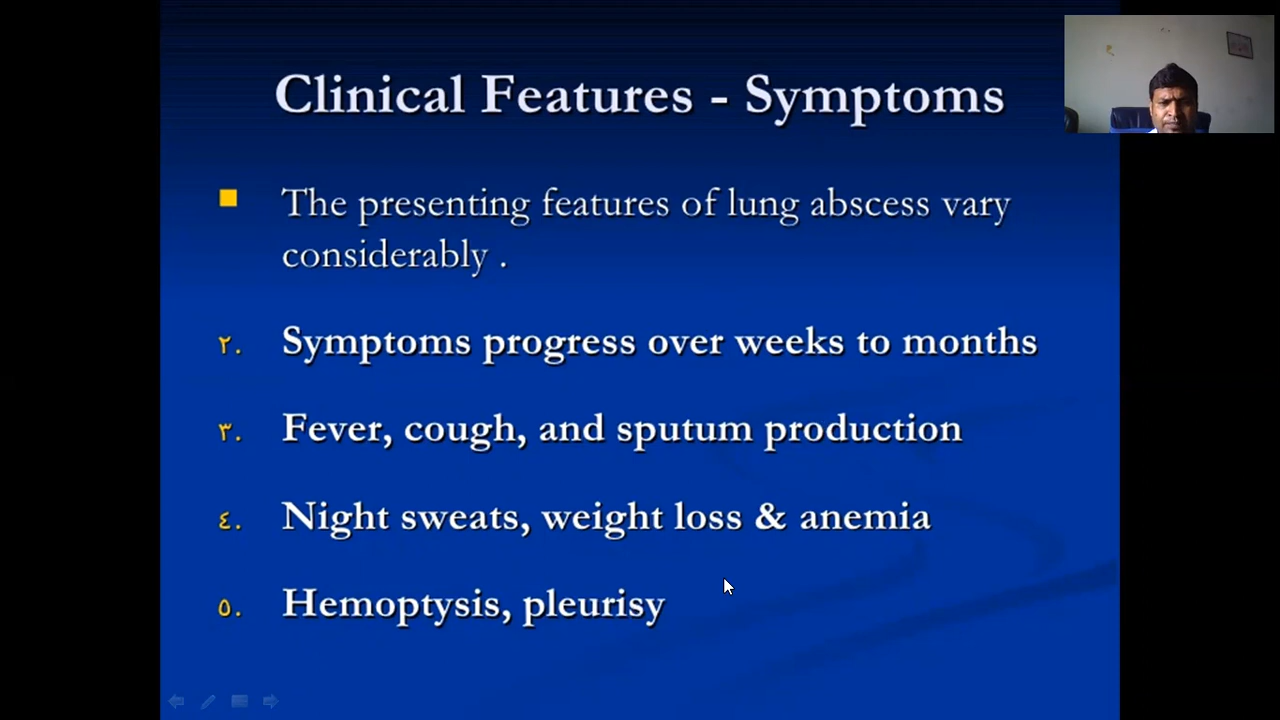 Clinical Features - Symptoms
The presenting features of lung abscess vary
considerably .
٢. Symptoms progress over weeks to months
٣. Fever, cough, and sputum production
٤. Night sweats, weight loss & anemia
٥. Hemoptysis, pleurisy